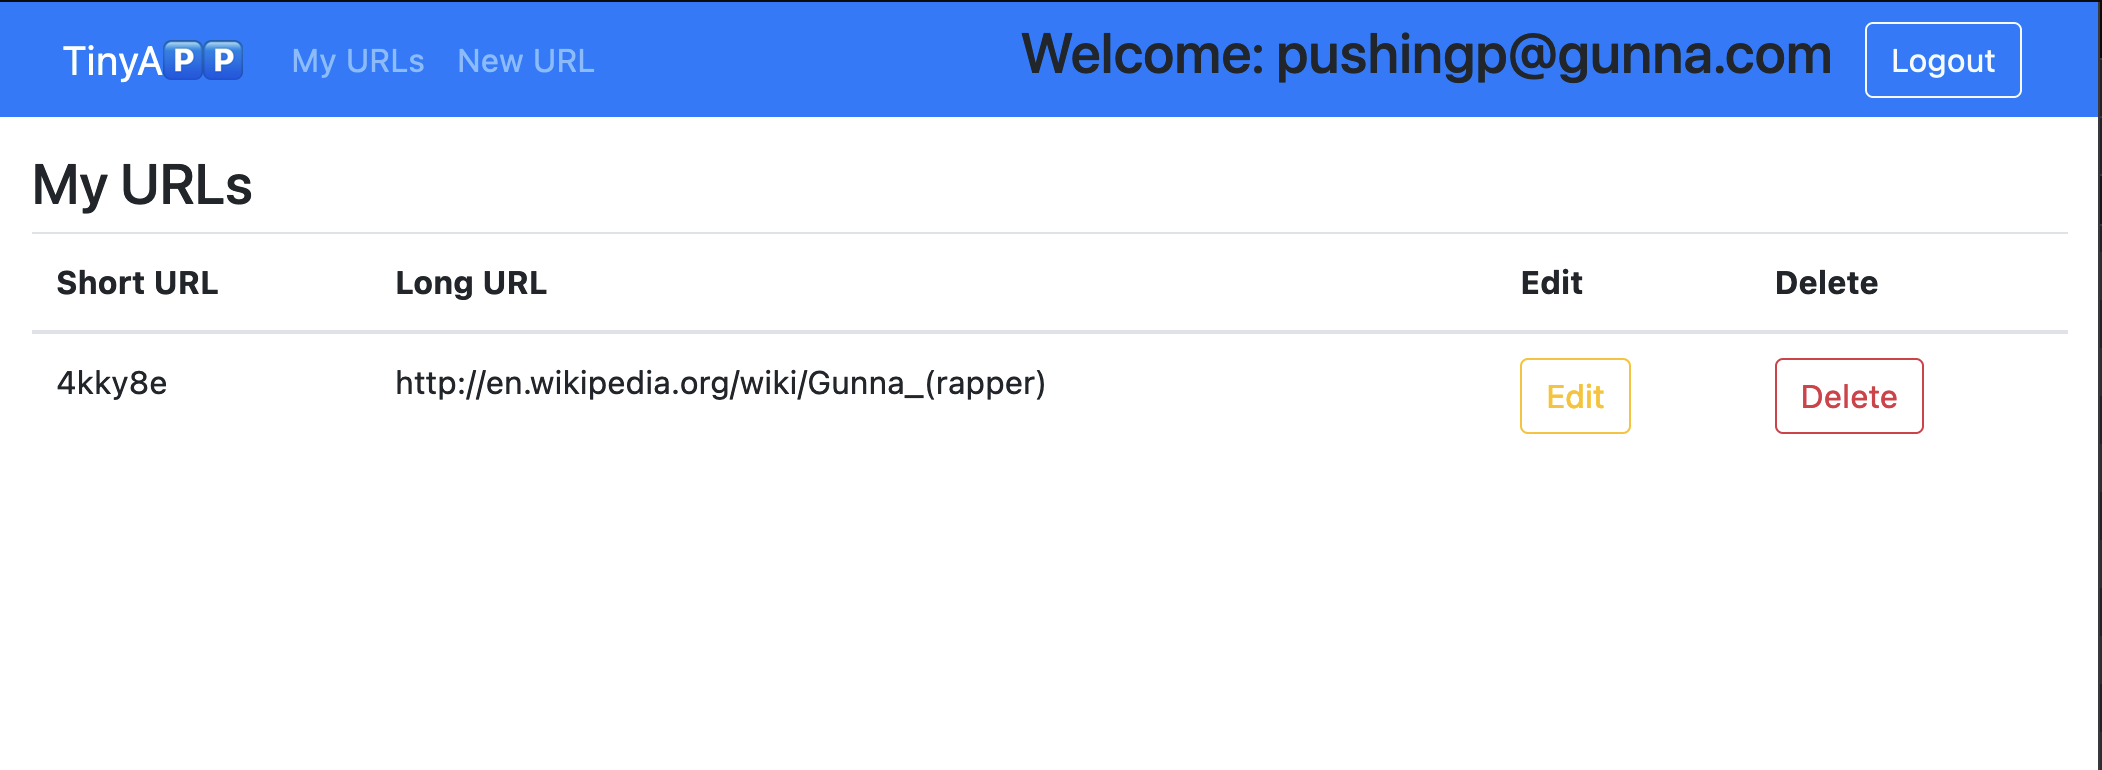 TinyA🅿️🅿️ My URLs New URL Welcome: pushingp@gunna.com Logout
My URLs
Short URL Long URL Edit Delete
4kky8e http://en.wikipedia.org/wiki/Gunna_(rapper) Edit Delete